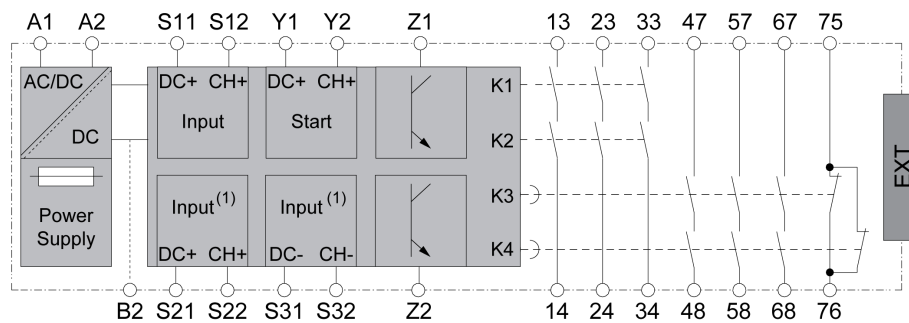 A1 A2 S11 S12 Y1 Y2 Z1 13 23 33 47 57 67 75
AC/DC DC+ CH+ DC+ CH+ K1
Input Start
DC K2
EXT
Input(1) Input(1) K3
Power
Supply
DC+ CH+ DC- CH- K4
B2 S21 S22 S31 S32 Z2 14 24 34 48 58 68 76